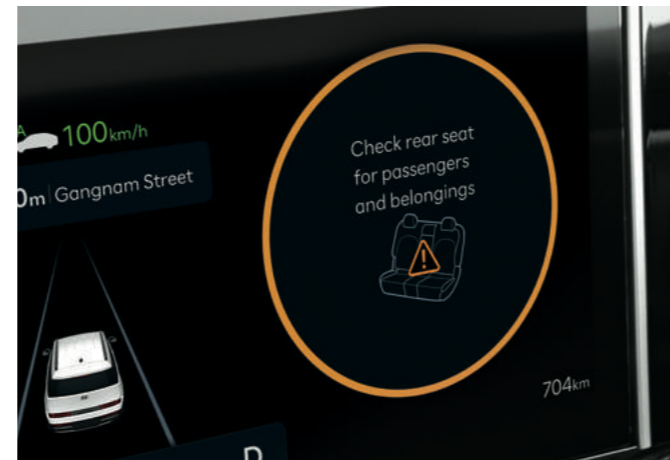 A
100km/h
0m Gangnam Street
Check rear seat
for passengers
and belongings
704km
D